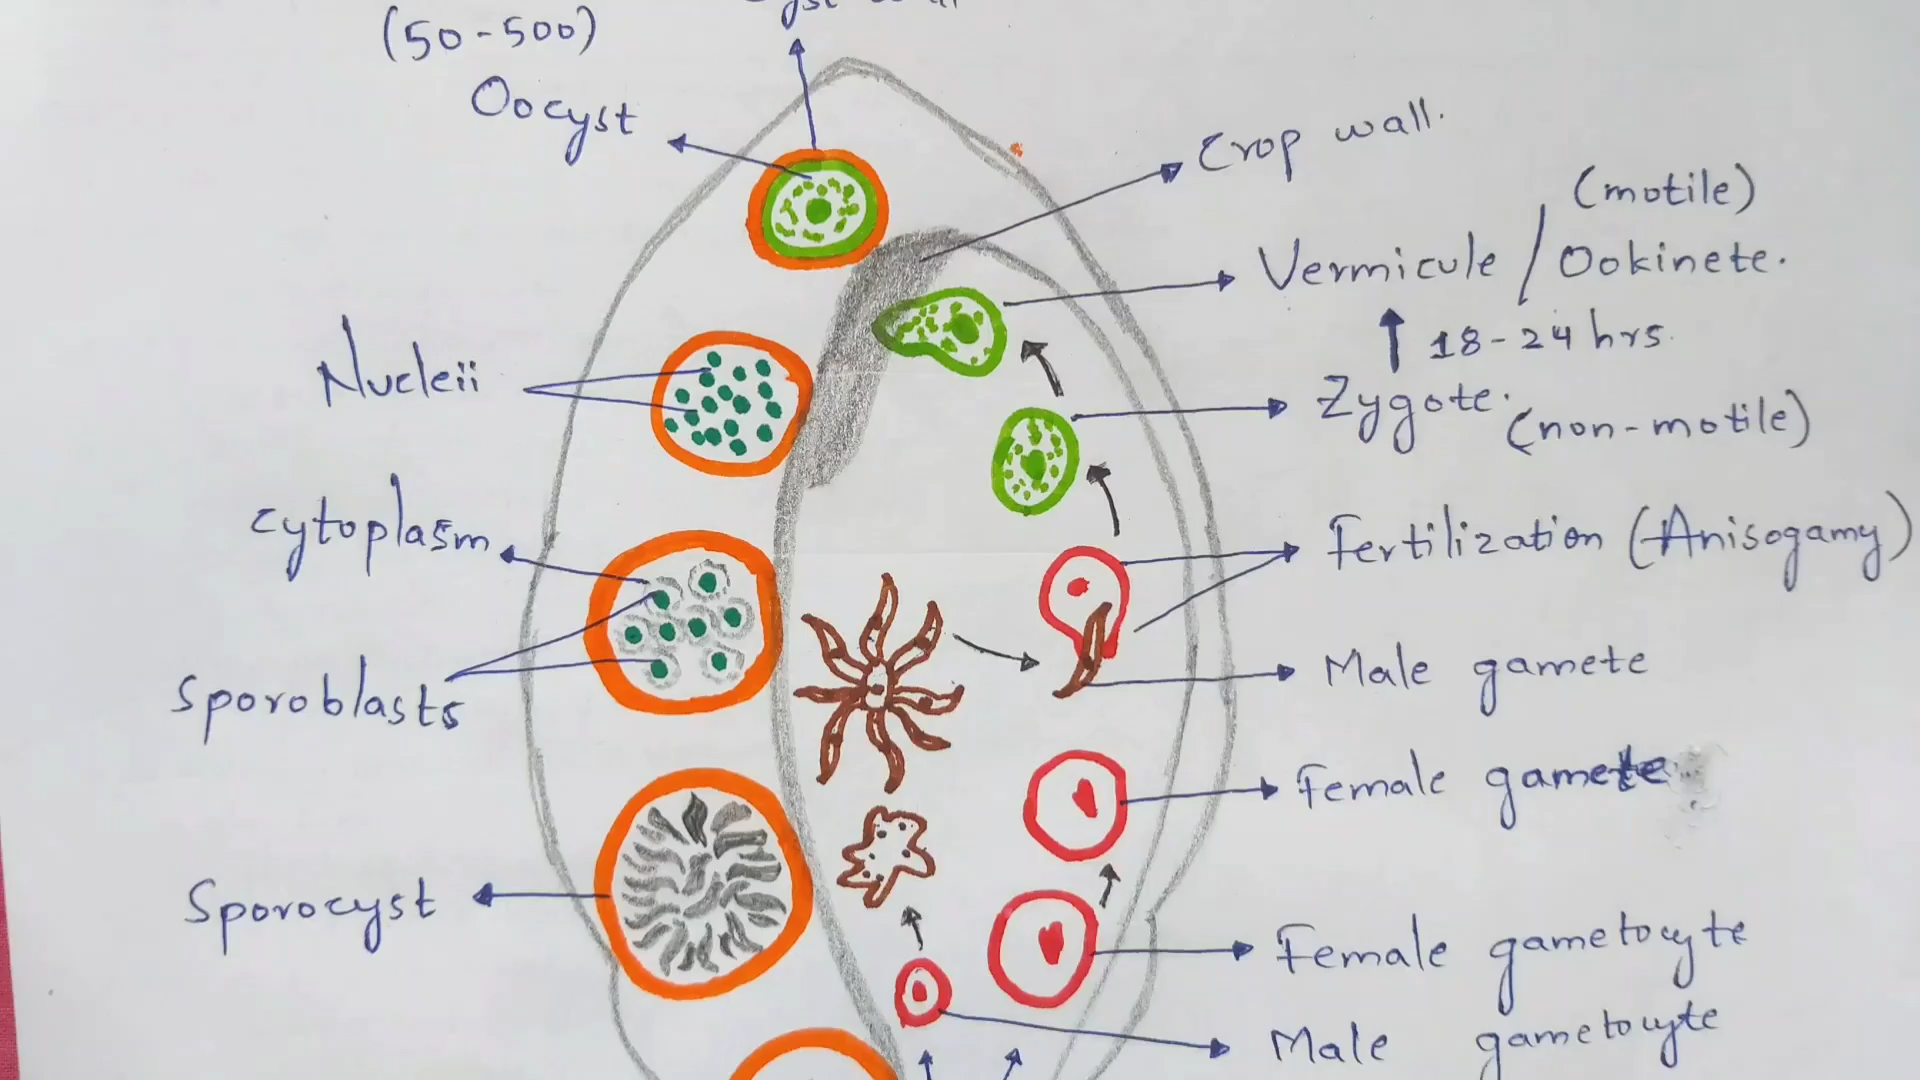 (50-500)
Oocyst
Crop wall.
(motile)
Vermicule / Ookinete.
18-24 hrs.
Nucleii
Zygote.
(non-motile)
Cytoplasm
Fertilization (Anisogamy)
Sporoblasts
Male gamete
Female gamete
Sporocyst
Female gametocyte
Male gametocyte